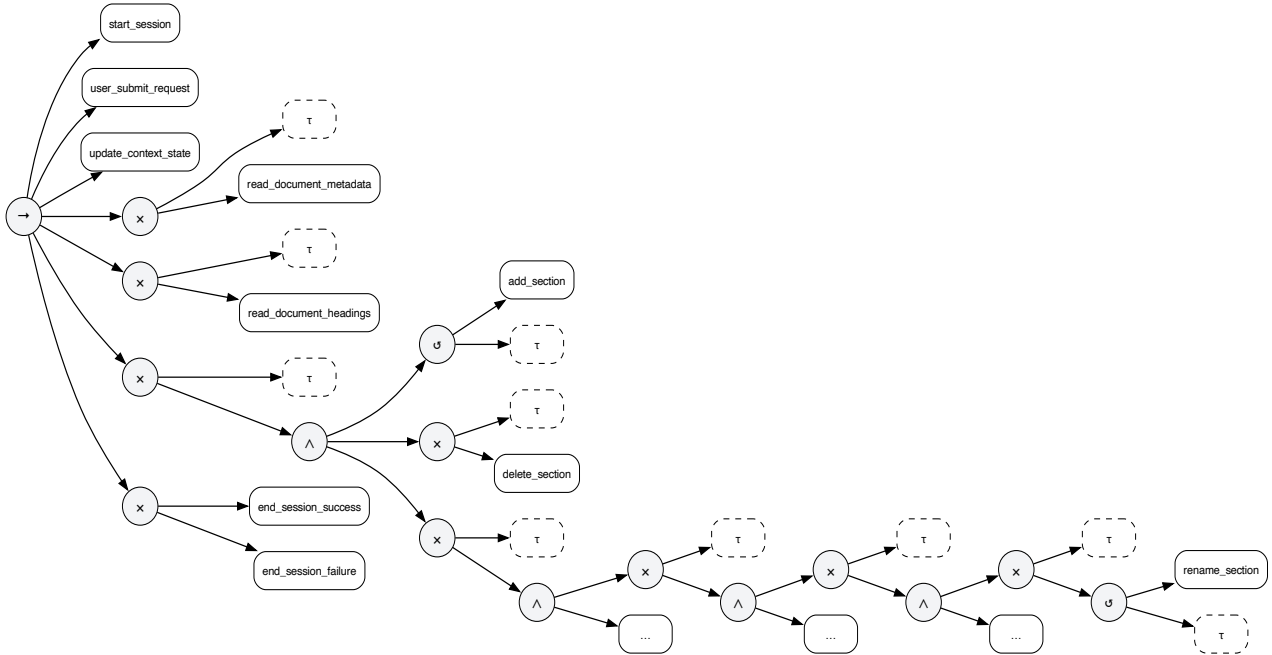 start_session
user_submit_request
update_context_state
→
×
τ
read_document_metadata
×
τ
read_document_headings
×
τ
∧
↺
add_section
τ
×
τ
delete_section
×
τ
∧
×
τ
∧
×
τ
∧
×
τ
↺
rename_section
τ
...
...
...
×
end_session_success
end_session_failure